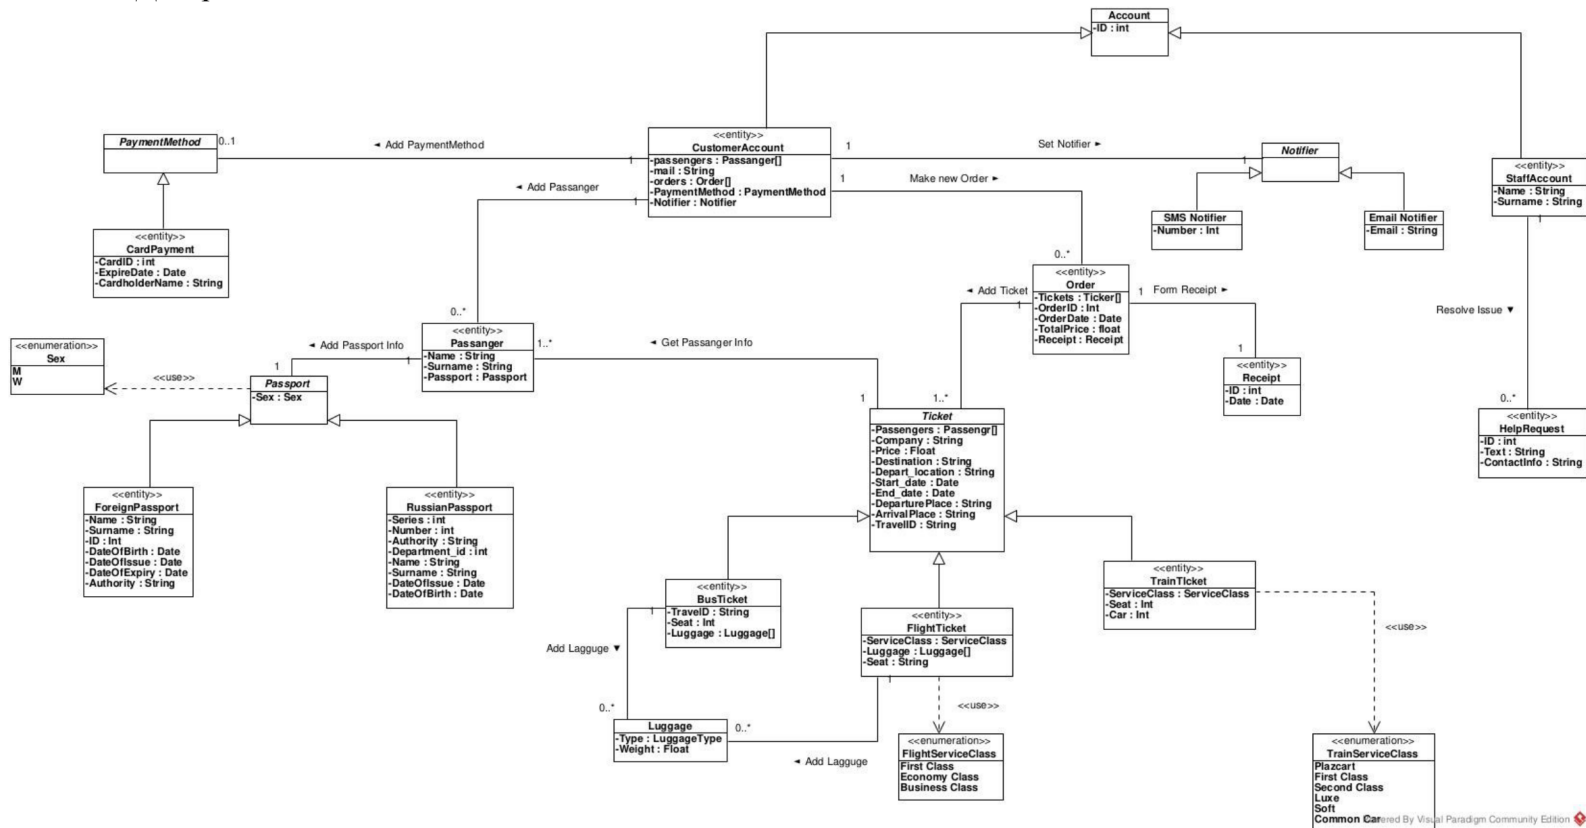 Account
-ID : int
PaymentMethod
0..1
◄ Add PaymentMethod
1
<<entity>>
CustomerAccount
-passengers : Passanger[]
-mail : String
-orders : Order[]
-PaymentMethod : PaymentMethod
-Notifier : Notifier
1
Set Notifier ►
1
Notifier
<<entity>>
StaffAccount
-Name : String
-Surname : String
1
◄ Add Passanger
1
1
Make new Order ►
SMS Notifier
-Number : Int
Email Notifier
-Email : String
<<entity>>
CardPayment
-CardID : int
-ExpireDate : Date
-CardholderName : String
0..*
<<entity>>
Order
-Tickets : Ticker[]
-OrderID : Int
-OrderDate : Date
-TotalPrice : float
-Receipt : Receipt
◄ Add Ticket
1
1
Form Receipt ►
1
Resolve Issue ▼
0..*
0..*
<<entity>>
Passanger
-Name : String
-Surname : String
-Passport : Passport
1..*
◄ Get Passanger Info
1
◄ Add Passport Info
1
1
<<enumeration>>
Sex
M
W
<<use>>
Passport
-Sex : Sex
<<entity>>
Receipt
-ID : int
-Date : Date
1..*
Ticket
-Passengers : Passengr[]
-Company : String
-Price : Float
-Destination : String
-Depart_location : String
-Start_date : Date
-End_date : Date
-DeparturePlace : String
-ArrivalPlace : String
-TravelID : String
<<entity>>
HelpRequest
-ID : int
-Text : String
-ContactInfo : String
<<entity>>
ForeignPassport
-Name : String
-Surname : String
-ID : Int
-DateOfBirth : Date
-DateOfIssue : Date
-DateOfExpiry : Date
-Authority : String
<<entity>>
RussianPassport
-Series : int
-Number : int
-Authority : String
-Department_id : int
-Name : String
-Surname : String
-DateOfIssue : Date
-DateOfBirth : Date
<<entity>>
BusTicket
-TravelD : String
-Seat : Int
-Luggage : Luggage[]
1
<<entity>>
FlightTicket
-ServiceClass : ServiceClass
-Luggage : Luggage[]
-Seat : String
1
<<entity>>
TrainTIcket
-ServiceClass : ServiceClass
-Seat : Int
-Car : Int
<<use>>
Add Lagguge ▼
0..*
<<use>>
Luggage
-Type : LuggageType
-Weight : Float
0..*
◄ Add Lagguge
<<enumeration>>
FlightServiceClass
First Class
Economy Class
Business Class
<<enumeration>>
TrainServiceClass
Plazcart
First Class
Second Class
Luxe
Soft
Common Car
ered By Visual Paradigm Community Edition